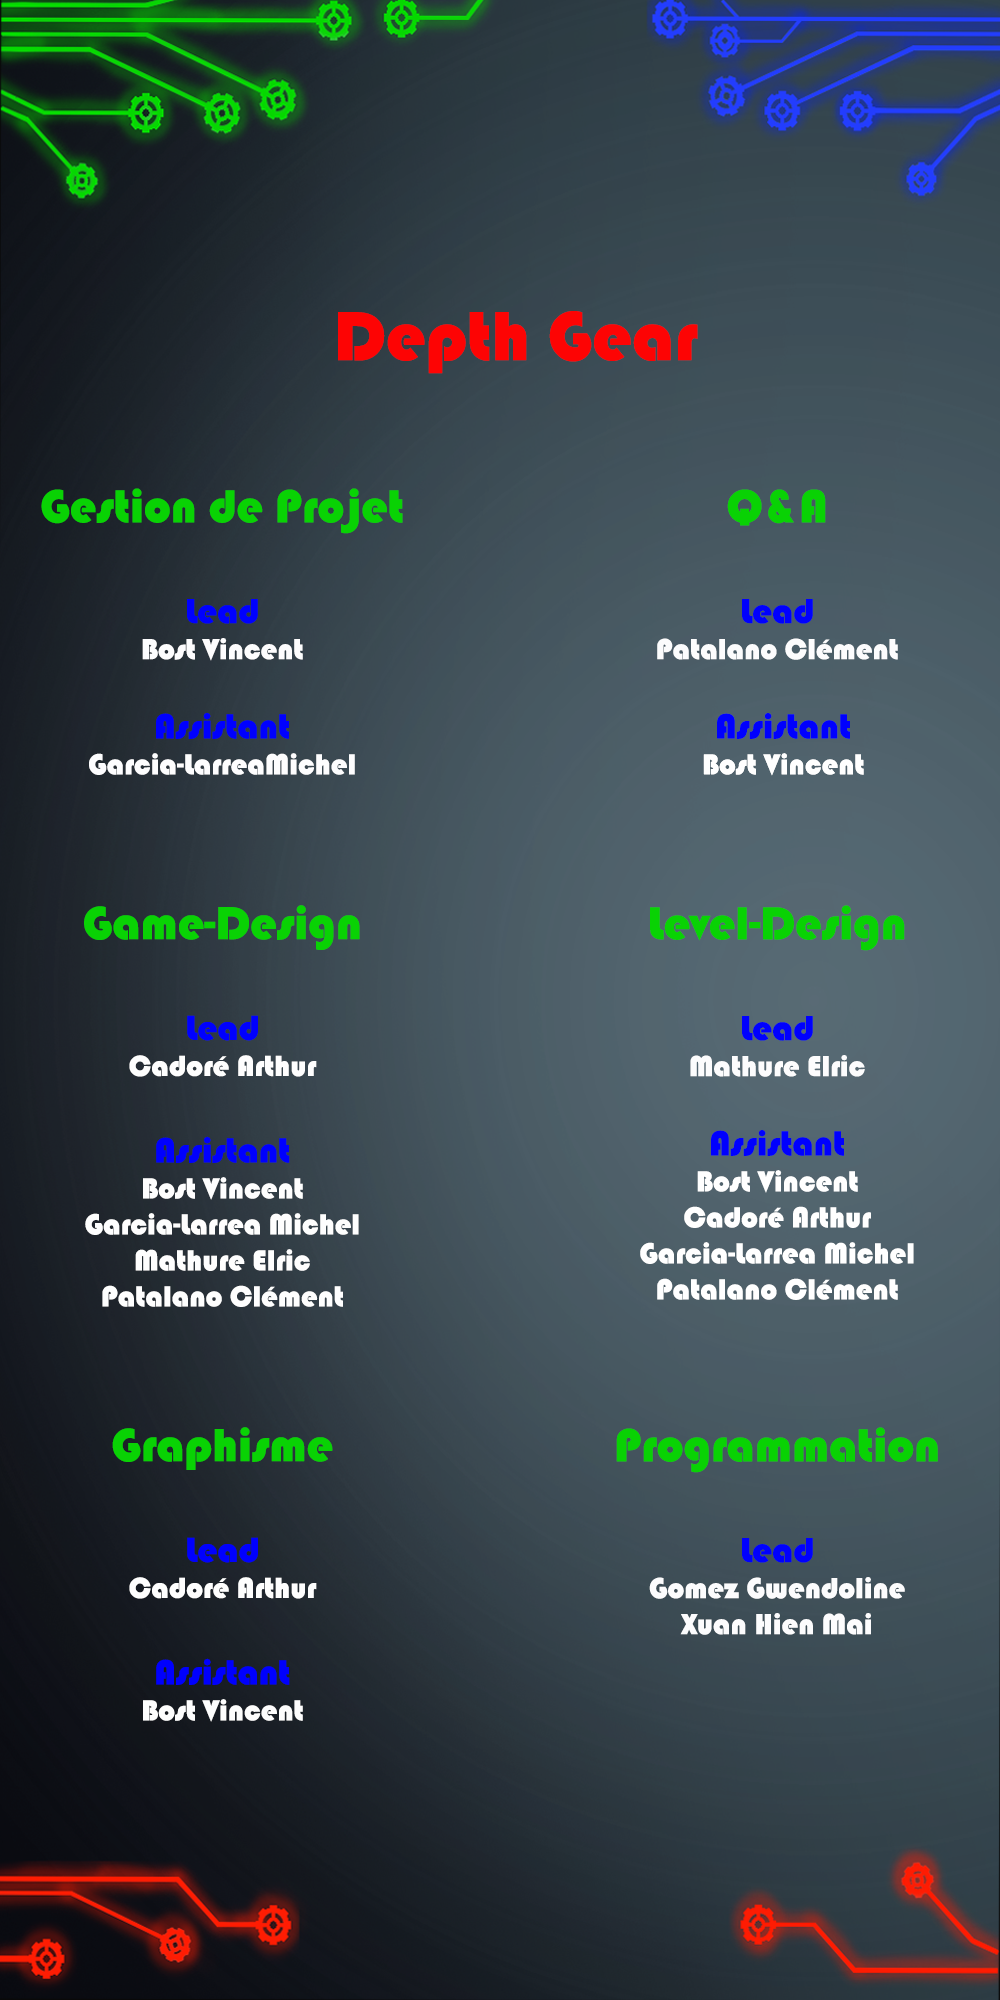 Depth Gear
Gestion de Projet
Lead
Bost Vincent
Assistant
Garcia-LarreaMichel
Q & A
Lead
Patalano Clément
Assistant
Bost Vincent
Game-Design
Lead
Cadoré Arthur
Assistant
Bost Vincent
Garcia-Larrea Michel
Mathure Elric
Patalano Clément
Level-Design
Lead
Mathure Elric
Assistant
Bost Vincent
Cadoré Arthur
Garcia-Larrea Michel
Patalano Clément
Graphisme
Lead
Cadoré Arthur
Assistant
Bost Vincent
Programmation
Lead
Gomez Gwendoline
Xuan Hien Mai